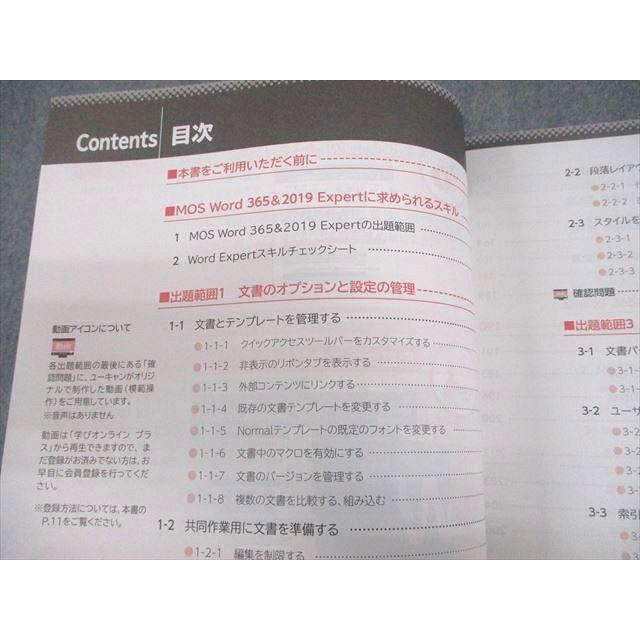 Contents 目次
■本書をご利用いただく前に
■MOS Word 365&2019 Expertに求められるスキル
1 MOS Word 365&2019 Expertの出題範囲
2 Word Expertスキルチェックシート
■出題範囲1 文書のオプションと設定の管理
1-1 文書とテンプレートを管理する
●1-1-1 クイックアクセスツールバーをカスタマイズする
●1-1-2 非表示のリボンタブを表示する
●1-1-3 外部コンテンツにリンクする
●1-1-4 既存の文書テンプレートを変更する
●1-1-5 Normalテンプレートの既定のフォントを変更する
●1-1-6 文書中のマクロを有効にする
●1-1-7 文書のバージョンを管理する
●1-1-8 複数の文書を比較する、組み込む
1-2 共同作業用に文書を準備する
●1-2-1 編集を制限する
動画アイコンについて
各出題範囲の最後にある「確
認問題」に、ユーキャンがオリジ
ナルで制作した動画(模範操
作)をご用意しています。
※音声はありません
動画は「学びオンライン プラ
ス」から再生できますので、ま
だ登録がお済みでない方は、お
早目に会員登録を行ってくだ
さい。
※登録方法については、本書の
P.11をご覧ください。
2-2 段落レイアウ
●2-2-1
●2-2-2
2-3 スタイルを
●2-3-1
●2-3-2
●2-3-3
確認問題
■出題範囲3
3-1 文書パ
●3-1-
●3-1-
3-2 ユーザ
●3-2
●3-2
●3-2
3-3 索引
●3-
●3-